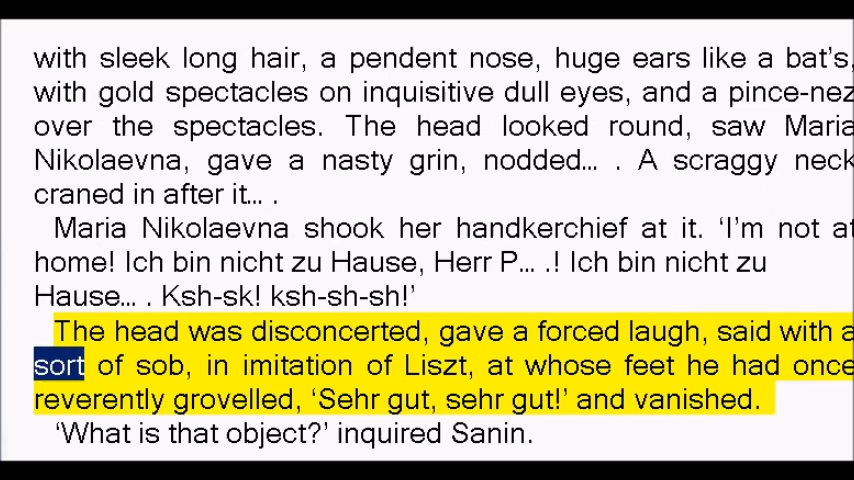 with sleek long hair, a pendent nose, huge ears like a bat's,
with gold spectacles on inquisitive dull eyes, and a pince-nez
over the spectacles. The head looked round, saw Maria
Nikolaevna, gave a nasty grin, nodded... . A scraggy neck
craned in after it... .
Maria Nikolaevna shook her handkerchief at it. ‘I’m not at
home! Ich bin nicht zu Hause, Herr P... .! Ich bin nicht zu
Hause... . Ksh-sk! ksh-sh-sh!’
The head was disconcerted, gave a forced laugh, said with a
sort of sob, in imitation of Liszt, at whose feet he had once
reverently grovelled, ‘Sehr gut, sehr gut!’ and vanished.
‘What is that object?’ inquired Sanin.